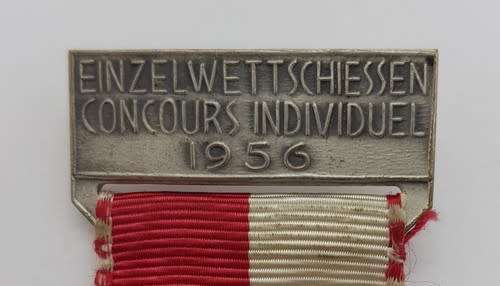 EINZELWETTSCHIESSEN
CONCOURS INDIVIDUEL
1956